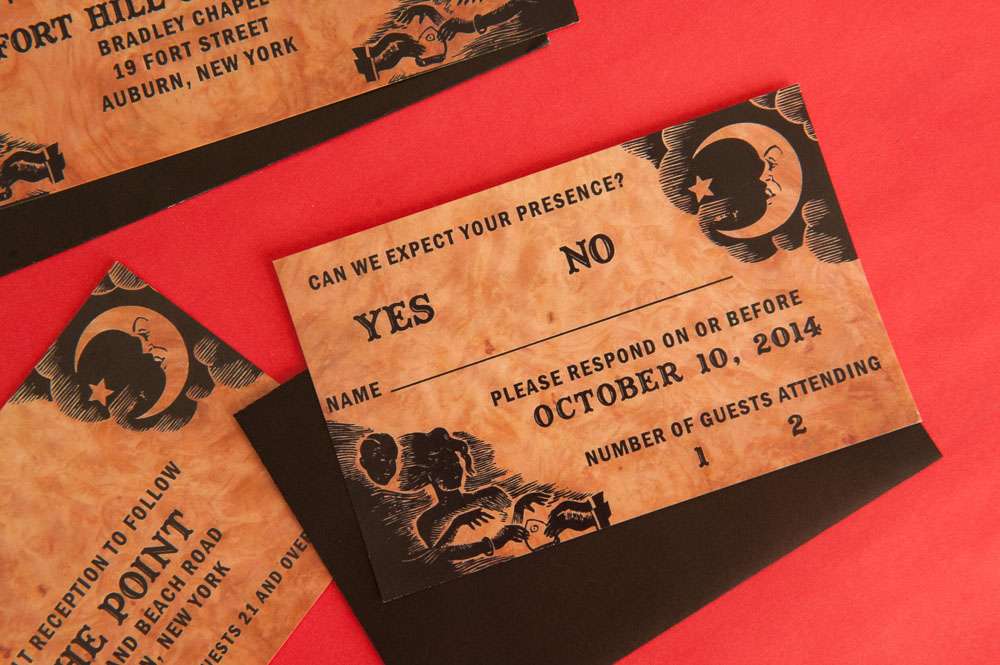 FORT HILL
BRADLEY CHAPEL
19 FORT STREET
AUBURN, NEW YORK
CAN WE EXPECT YOUR PRESENCE?
YES NO
NAME
PLEASE RESPOND ON OR BEFORE
OCTOBER 10, 2014
NUMBER OF GUESTS ATTENDING
1 2
RECEPTION TO FOLLOW
POINT
BEACH ROAD
NEW YORK
GUESTS 21 AND OVER